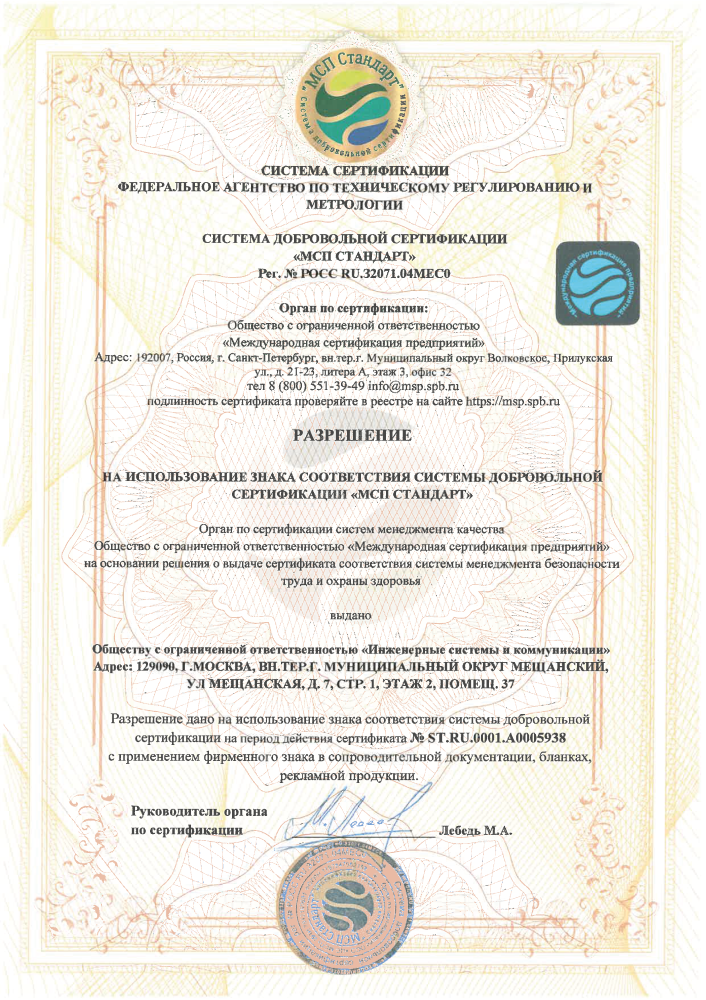 "МСП Стандарт"
Система добровольной сертификации
СИСТЕМА СЕРТИФИКАЦИИ
ФЕДЕРАЛЬНОЕ АГЕНТСТВО ПО ТЕХНИЧЕСКОМУ РЕГУЛИРОВАНИЮ И
МЕТРОЛОГИИ
СИСТЕМА ДОБРОВОЛЬНОЙ СЕРТИФИКАЦИИ
«МСП СТАНДАРТ»
Рег. № РОСС RU.32071.04МЕС0
"Международная сертификация предприятий"
Орган по сертификации:
Общество с ограниченной ответственностью
«Международная сертификация предприятий»
Адрес: 192007, Россия, г. Санкт-Петербург, вн.тер.г. Муниципальный округ Волковское, Прилукская
ул., д. 21-23, литера А, этаж 3, офис 32
тел 8 (800) 551-39-49 info@msp.spb.ru
подлинность сертификата проверяйте в реестре на сайте https://msp.spb.ru
РАЗРЕШЕНИЕ
НА ИСПОЛЬЗОВАНИЕ ЗНАКА СООТВЕТСТВИЯ СИСТЕМЫ ДОБРОВОЛЬНОЙ
СЕРТИФИКАЦИИ «МСП СТАНДАРТ»
Орган по сертификации систем менеджмента качества
Общество с ограниченной ответственностью «Международная сертификация предприятий»
на основании решения о выдаче сертификата соответствия системы менеджмента безопасности
труда и охраны здоровья
выдано
Обществу с ограниченной ответственностью «Инженерные системы и коммуникации»
Адрес: 129090, Г.МОСКВА, ВН.ТЕР.Г. МУНИЦИПАЛЬНЫЙ ОКРУГ МЕЩАНСКИЙ,
УЛ МЕЩАНСКАЯ, Д. 7, СТР. 1, ЭТАЖ 2, ПОМЕЩ. 37
Разрешение дано на использование знака соответствия системы добровольной
сертификации на период действия сертификата № ST.RU.0001.A0005938
с применением фирменного знака в сопроводительной документации, бланках,
рекламной продукции.
Руководитель органа
по сертификации
Лебедь М.А.
МСП Стандарт